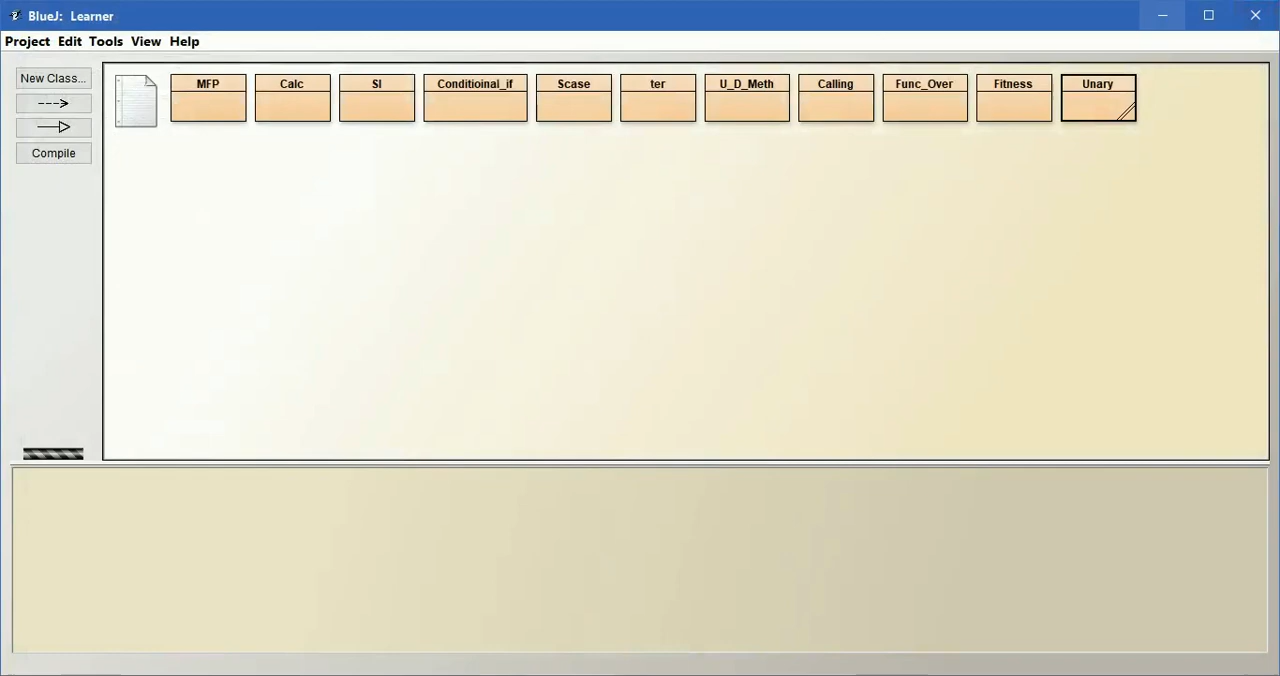 BlueJ: Learner
Project Edit Tools View Help
New Class...
MFP Calc SI Conditioinal_if Scase ter U_D_Meth Calling Func_Over Fitness Unary
Compile